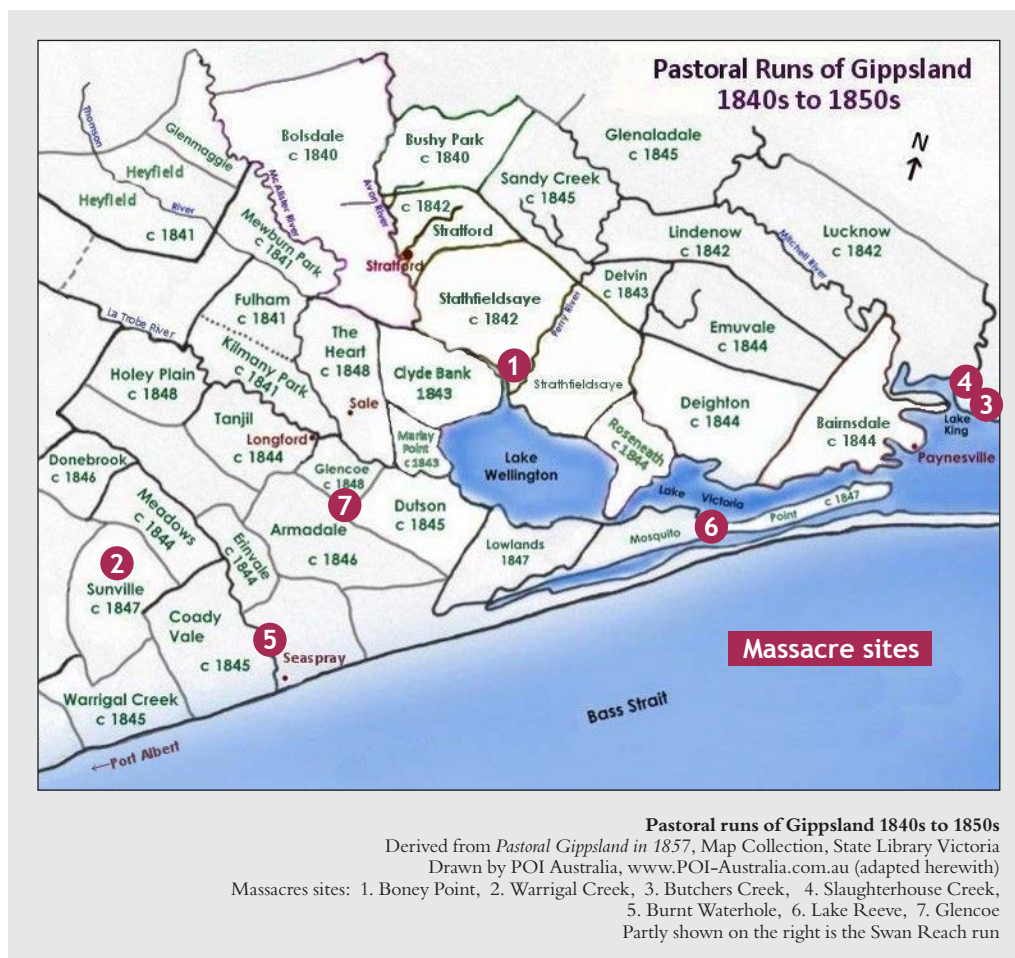 Pastoral Runs of Gippsland
1840s to 1850s
N
Thomson
River
Glenmaggie
Heyfield
Heyfield
c 1841
Bolsdale
c 1840
McAlister River
Avon River
Bushy Park
c 1840
Glenaladale
c 1845
Sandy Creek
c 1845
c 1842
Stratford
Stratford
Mewburn Park
c 1841
Lindenow
c 1842
Mitchell River
Lucknow
c 1842
Delvin
c 1843
Perry River
Stathfieldsaye
c 1842
Fulham
c 1841
La Trobe River
The
Heart
c 1848
Kilmany Park
c 1841
Emuvale
c 1844
1
Strathfieldsaye
Clyde Bank
1843
Holey Plain
c 1848
Sale
Tanjil
c 1844
Longford
Marlay
Point
c 1843
Deighton
c 1844
Roseneath
c 1844
Bairnsdale
c 1844
4
3
Lake
King
Paynesville
Lake
Wellington
Lake Victoria
Donebrook
c 1846
Glencoe
c 1848
7
Meadows
c 1844
Dutson
c 1845
Armadale
c 1846
Erinvale
c 1844
6
Mosquito Point c 1847
Lowlands
1847
2
Sunville
c 1847
Coady
Vale
c 1845
5
Seaspray
Massacre sites
Warrigal Creek
c 1845
Bass Strait
←Port Albert
Pastoral runs of Gippsland 1840s to 1850s
Derived from Pastoral Gippsland in 1857, Map Collection, State Library Victoria
Drawn by POI Australia, www.POI-Australia.com.au (adapted herewith)
Massacres sites: 1. Boney Point, 2. Warrigal Creek, 3. Butchers Creek, 4. Slaughterhouse Creek,
5. Burnt Waterhole, 6. Lake Reeve, 7. Glencoe
Partly shown on the right is the Swan Reach run